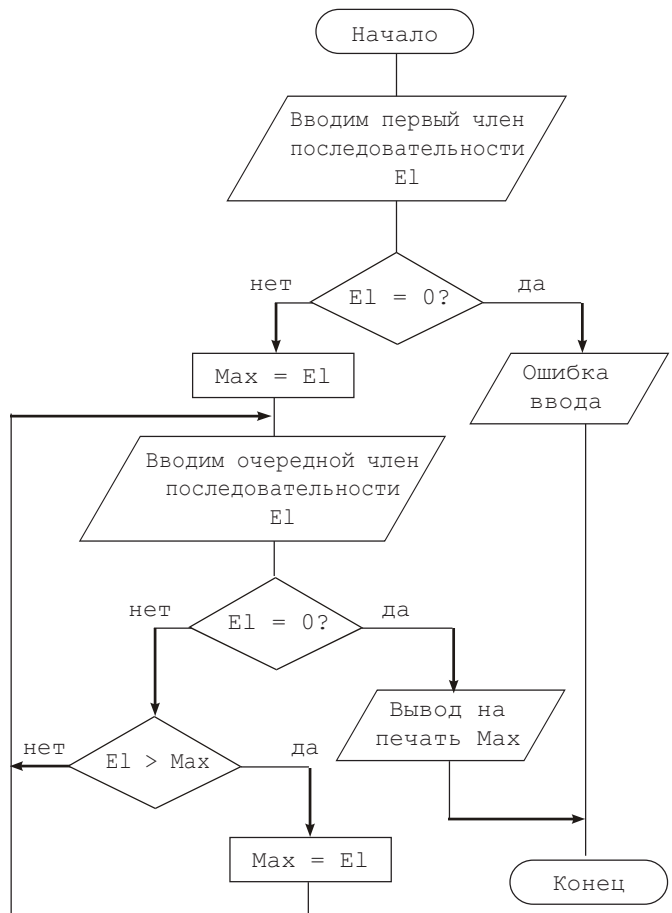 Начало
Вводим первый член
последовательности
El
нет
El = 0?
да
Max = El
Ошибка
ввода
Вводим очередной член
последовательности
El
нет
El = 0?
да
Вывод на
печать Max
нет
El > Max
да
Max = El
Конец